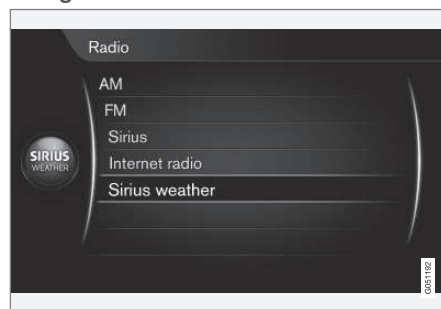 Radio
AM
FM
Sirius
Internet radio
Sirius weather
SIRIUS
WEATHER
G051192